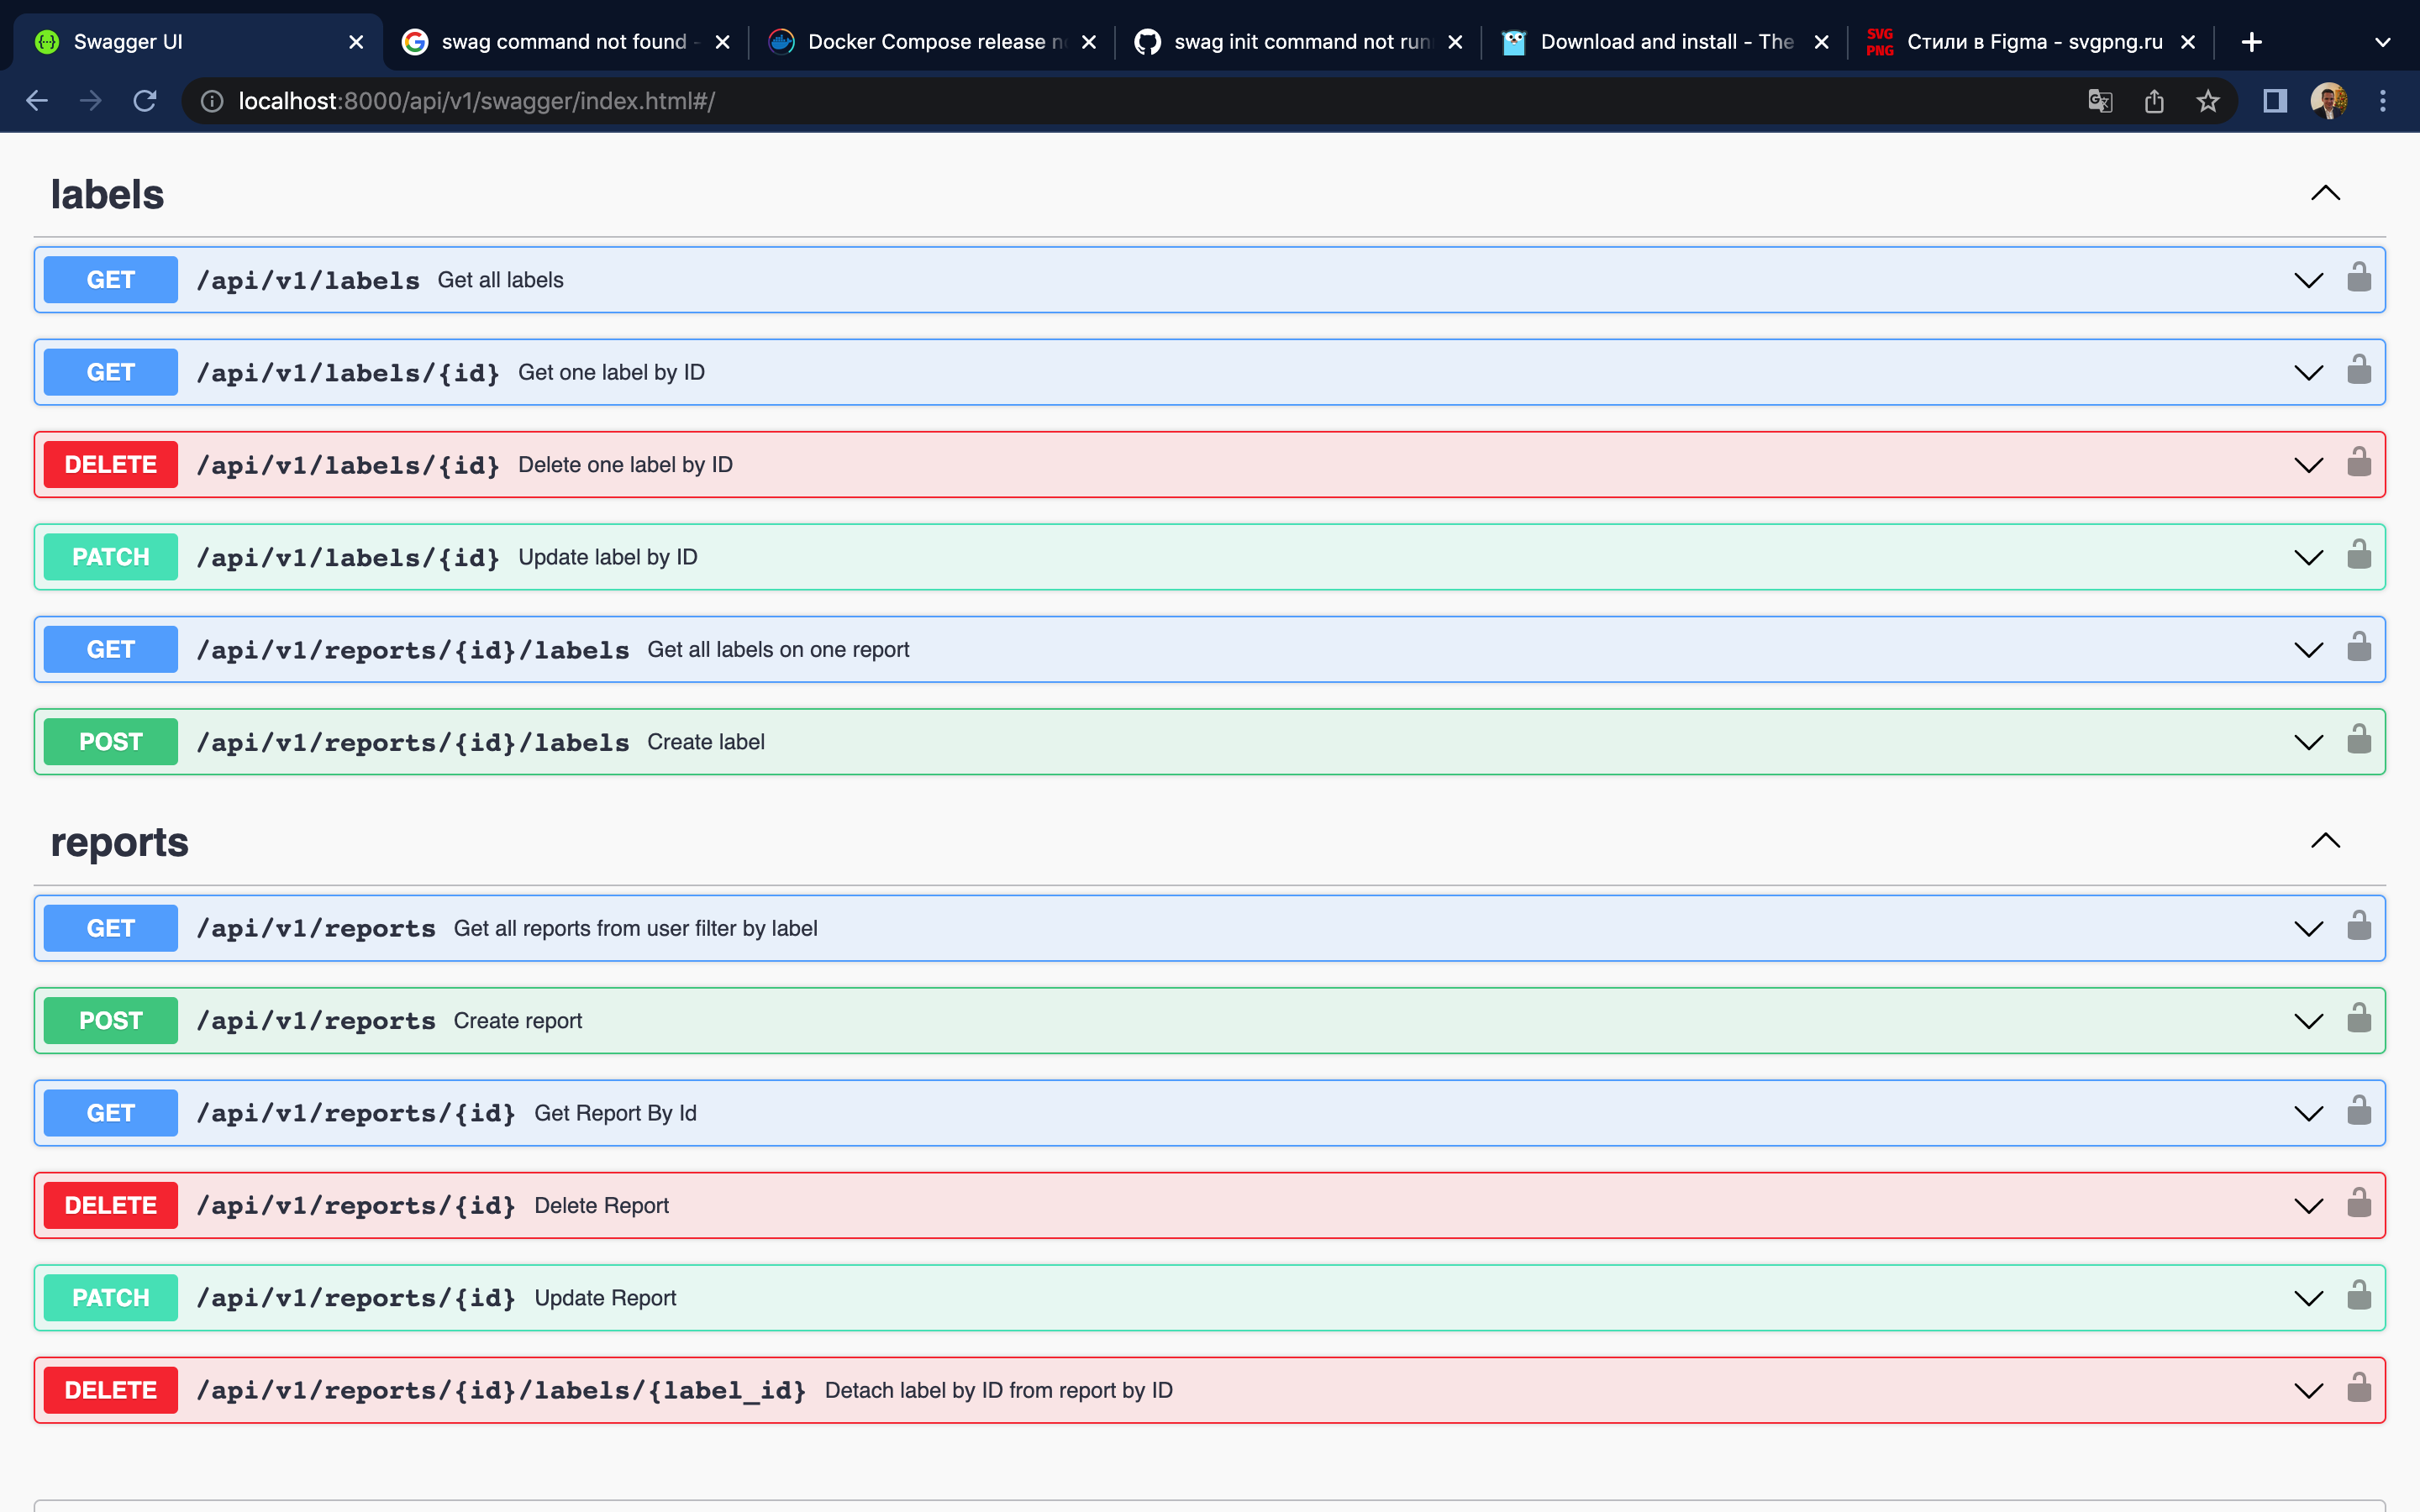 Swagger UI
swag command not found -
Docker Compose release n
swag init command not run
Download and install - The
SVG PNG
Стили в Figma - svgpng.ru
localhost:8000/api/v1/swagger/index.html#/
labels
GET /api/v1/labels Get all labels
GET /api/v1/labels/{id} Get one label by ID
DELETE /api/v1/labels/{id} Delete one label by ID
PATCH /api/v1/labels/{id} Update label by ID
GET /api/v1/reports/{id}/labels Get all labels on one report
POST /api/v1/reports/{id}/labels Create label
reports
GET /api/v1/reports Get all reports from user filter by label
POST /api/v1/reports Create report
GET /api/v1/reports/{id} Get Report By Id
DELETE /api/v1/reports/{id} Delete Report
PATCH /api/v1/reports/{id} Update Report
DELETE /api/v1/reports/{id}/labels/{label_id} Detach label by ID from report by ID